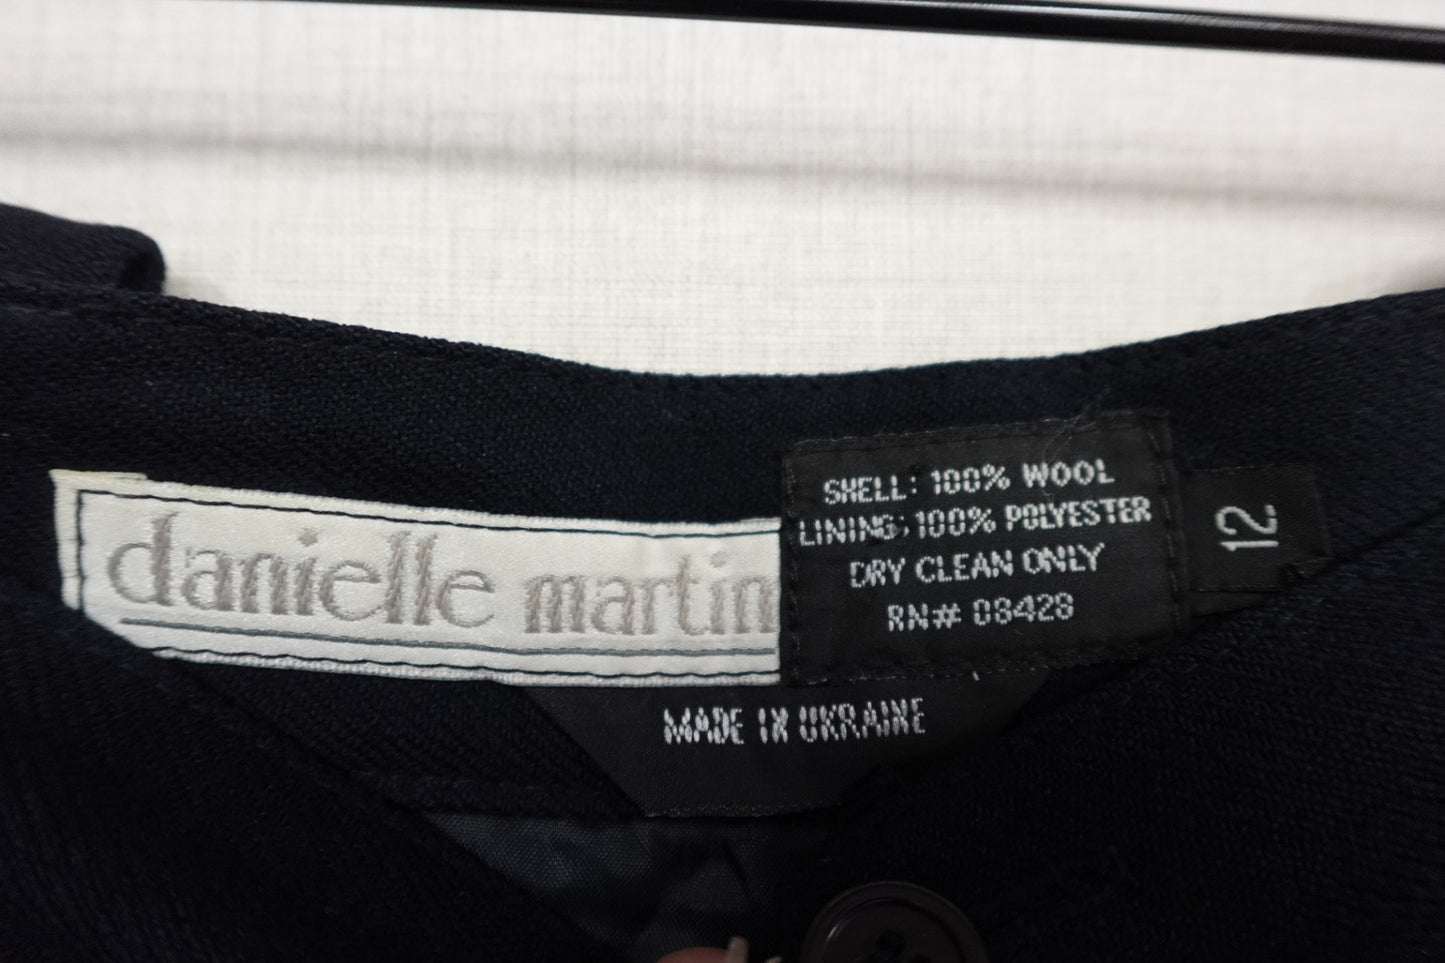 danielle martin
SHELL: 100% WOOL
LINING: 100% POLYESTER
DRY CLEAN ONLY
RN# 08428
12
MADE IN UKRAINE